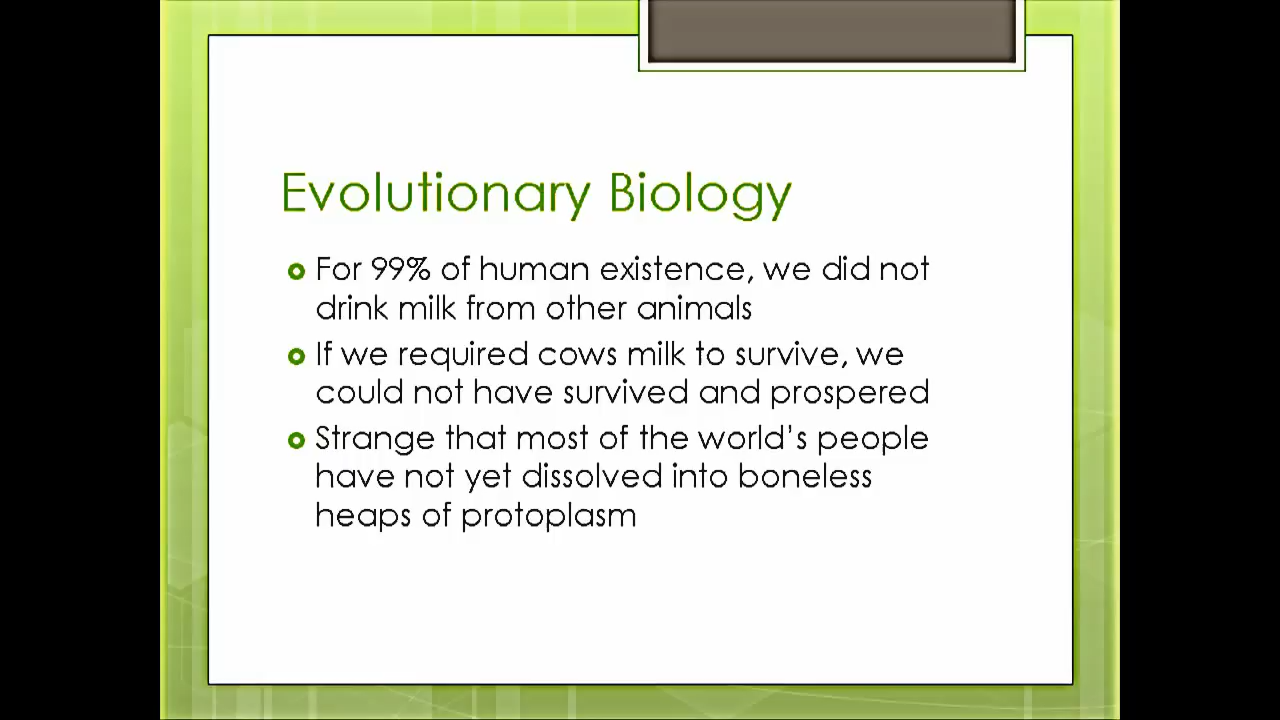 Evolutionary Biology
For 99% of human existence, we did not
drink milk from other animals
If we required cows milk to survive, we
could not have survived and prospered
Strange that most of the world's people
have not yet dissolved into boneless
heaps of protoplasm